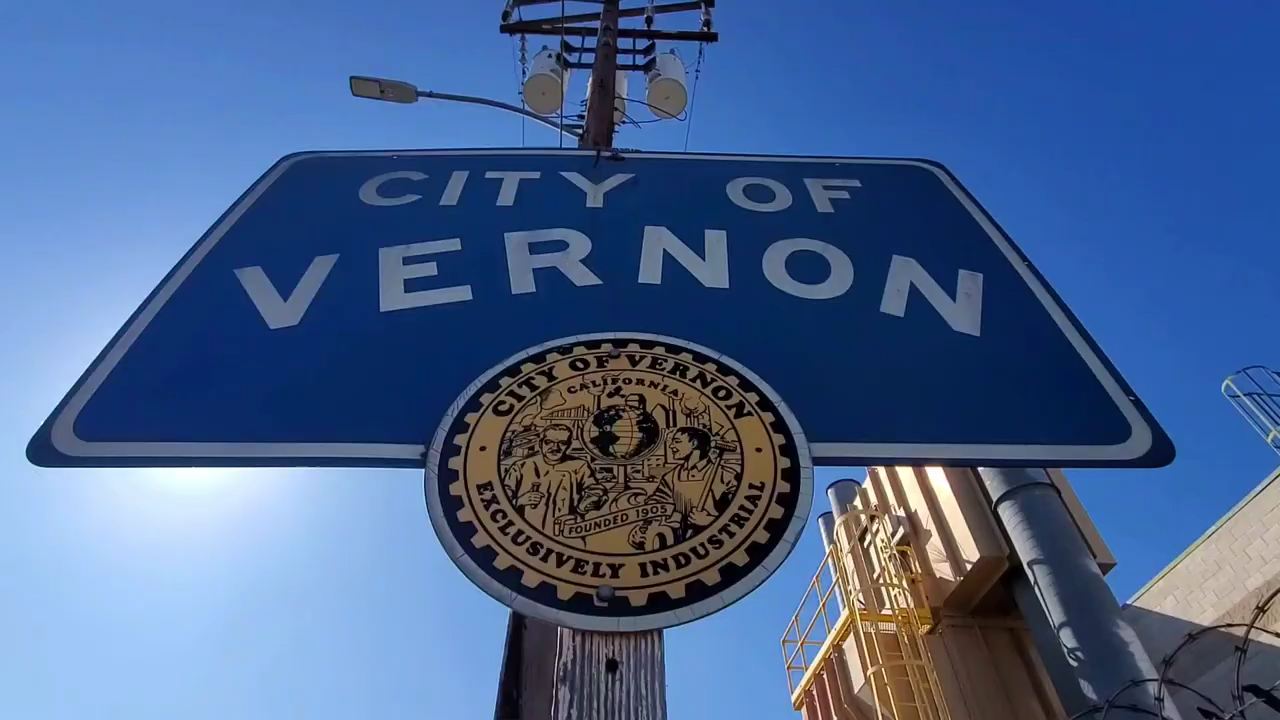 CITY OF
VERNON
CITY OF VERNON
CALIFORNIA
FOUNDED 1905
EXCLUSIVELY INDUSTRIAL